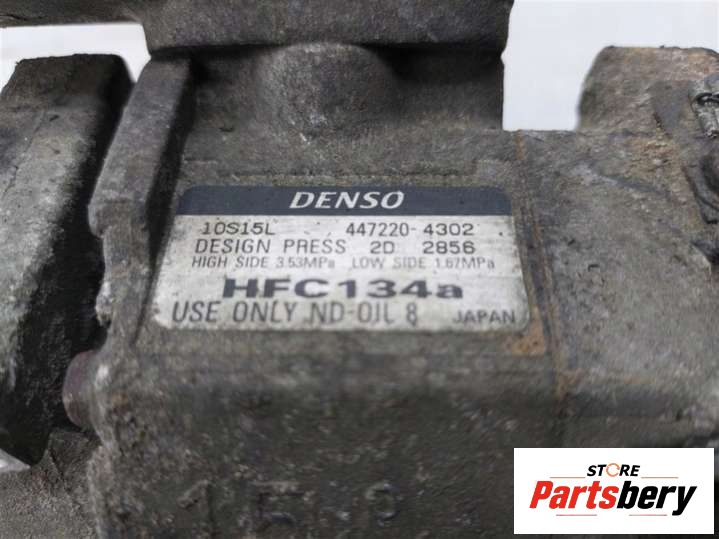 DENSO
10S15L 447220-4302
DESIGN PRESS 2D 2856
HIGH SIDE 3.53MPa LOW SIDE 1.67MPa
HFC134a
USE ONLY ND-OIL 8 JAPAN
STORE
Partsbery